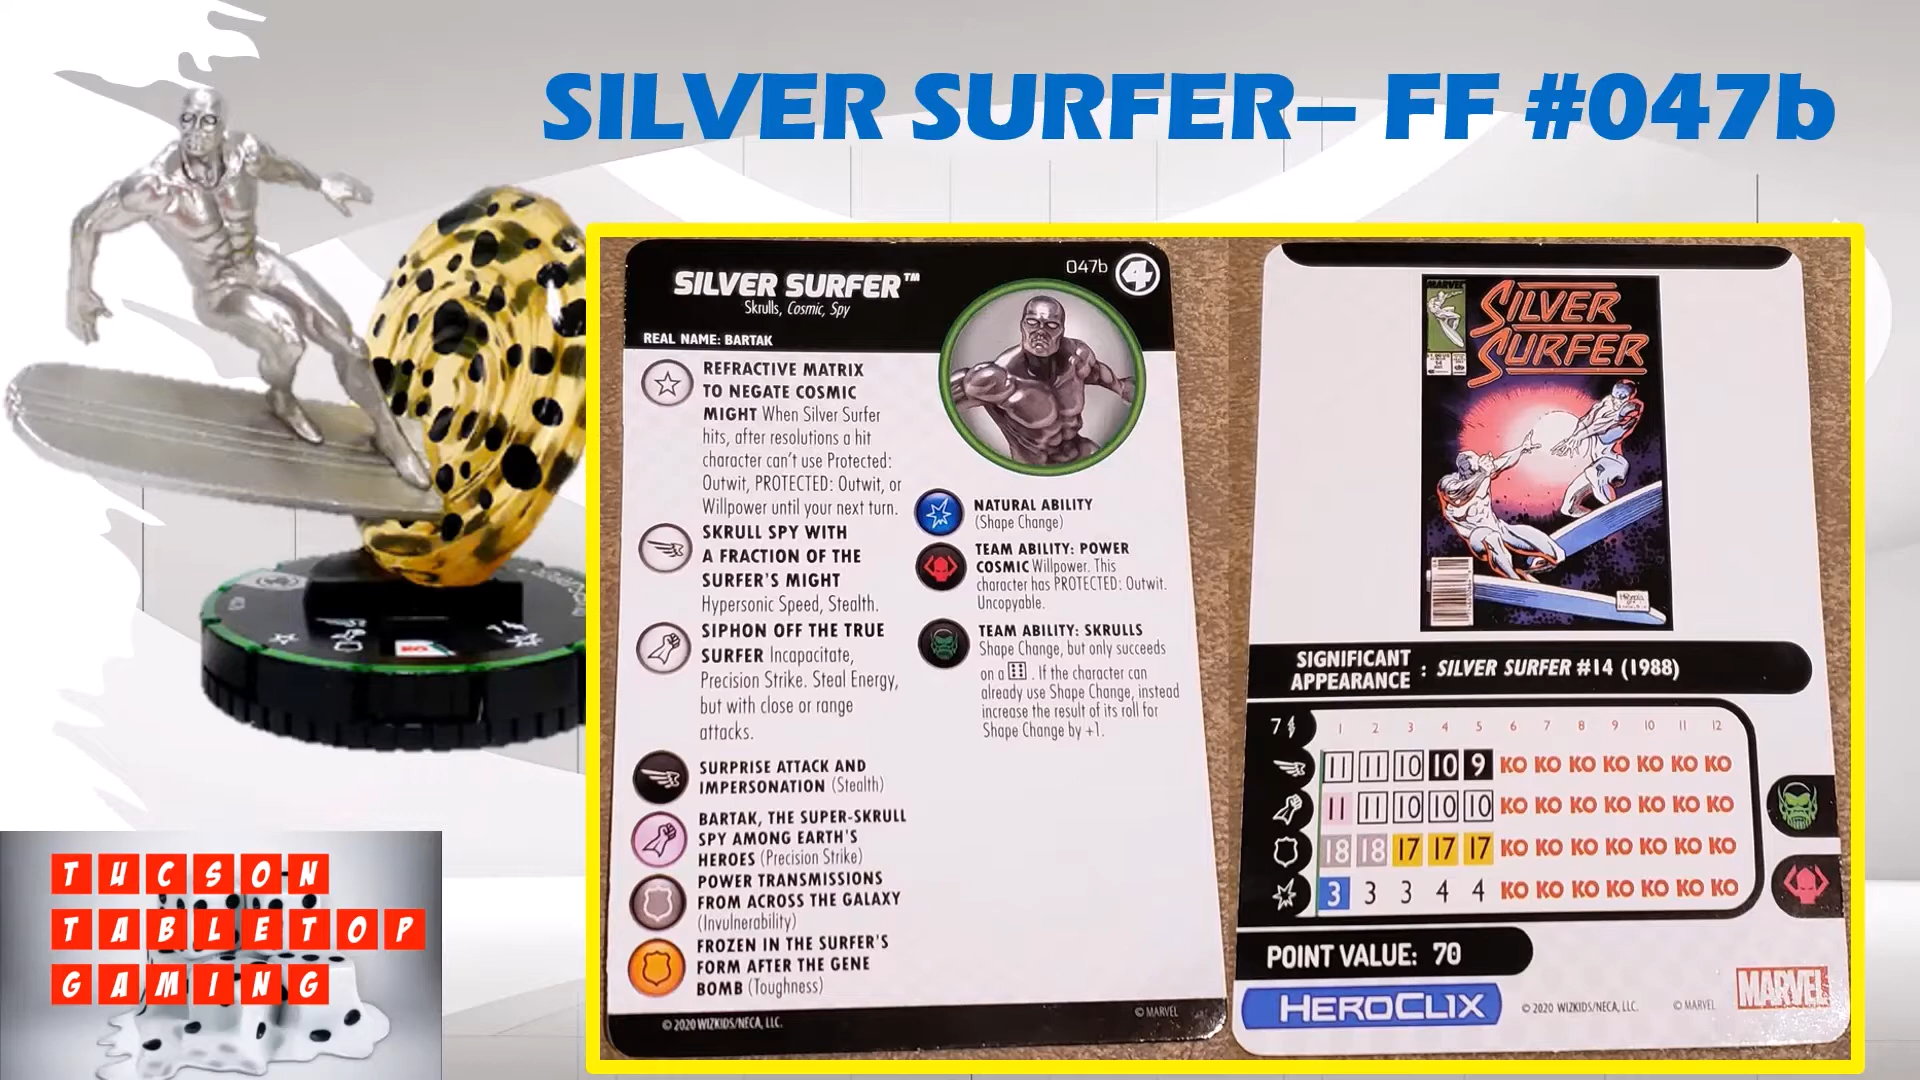 SILVER SURFER– FF #047b
SILVER SURFER™
Skrulls, Cosmic, Spy
047b
4
REAL NAME: BARTAK
REFRACTIVE MATRIX
TO NEGATE COSMIC
MIGHT When Silver Surfer
hits, after resolutions a hit
character can't use Protected:
Outwit, PROTECTED: Outwit, or
Willpower until your next turn.
SKRULL SPY WITH
A FRACTION OF THE
SURFER'S MIGHT
Hypersonic Speed, Stealth.
SIPHON OFF THE TRUE
SURFER Incapacitate,
Precision Strike. Steal Energy,
but with close or range
attacks.
SURPRISE ATTACK AND
IMPERSONATION (Stealth)
BARTAK, THE SUPER-SKRULL
SPY AMONG EARTH'S
HEROES (Precision Strike)
POWER TRANSMISSIONS
FROM ACROSS THE GALAXY
(Invulnerability)
FROZEN IN THE SURFER'S
FORM AFTER THE GENE
BOMB (Toughness)
NATURAL ABILITY
(Shape Change)
TEAM ABILITY: POWER
COSMIC Willpower. This
character has PROTECTED: Outwit.
Uncopyable.
TEAM ABILITY: SKRULLS
Shape Change, but only succeeds
on a . If the character can
already use Shape Change, instead
increase the result of its roll for
Shape Change by +1.
© 2020 WIZKIDS/NECA, LLC.
© MARVEL
MARVEL
SILVER
SURFER
SIGNIFICANT
APPEARANCE : SILVER SURFER #14 (1988)
7 1 2 3 4 5 6 7 8 9 10 11 12
11 11 10 10 9 KO KO KO KO KO KO KO
11 11 10 10 10 KO KO KO KO KO KO KO
18 18 17 17 17 KO KO KO KO KO KO KO
3 3 3 4 4 KO KO KO KO KO KO KO
POINT VALUE: 70
HEROCLIX
© 2020 WIZKIDS/NECA, LLC.
© MARVEL
MARVEL
TUCSON
TABLETOP
GAMING